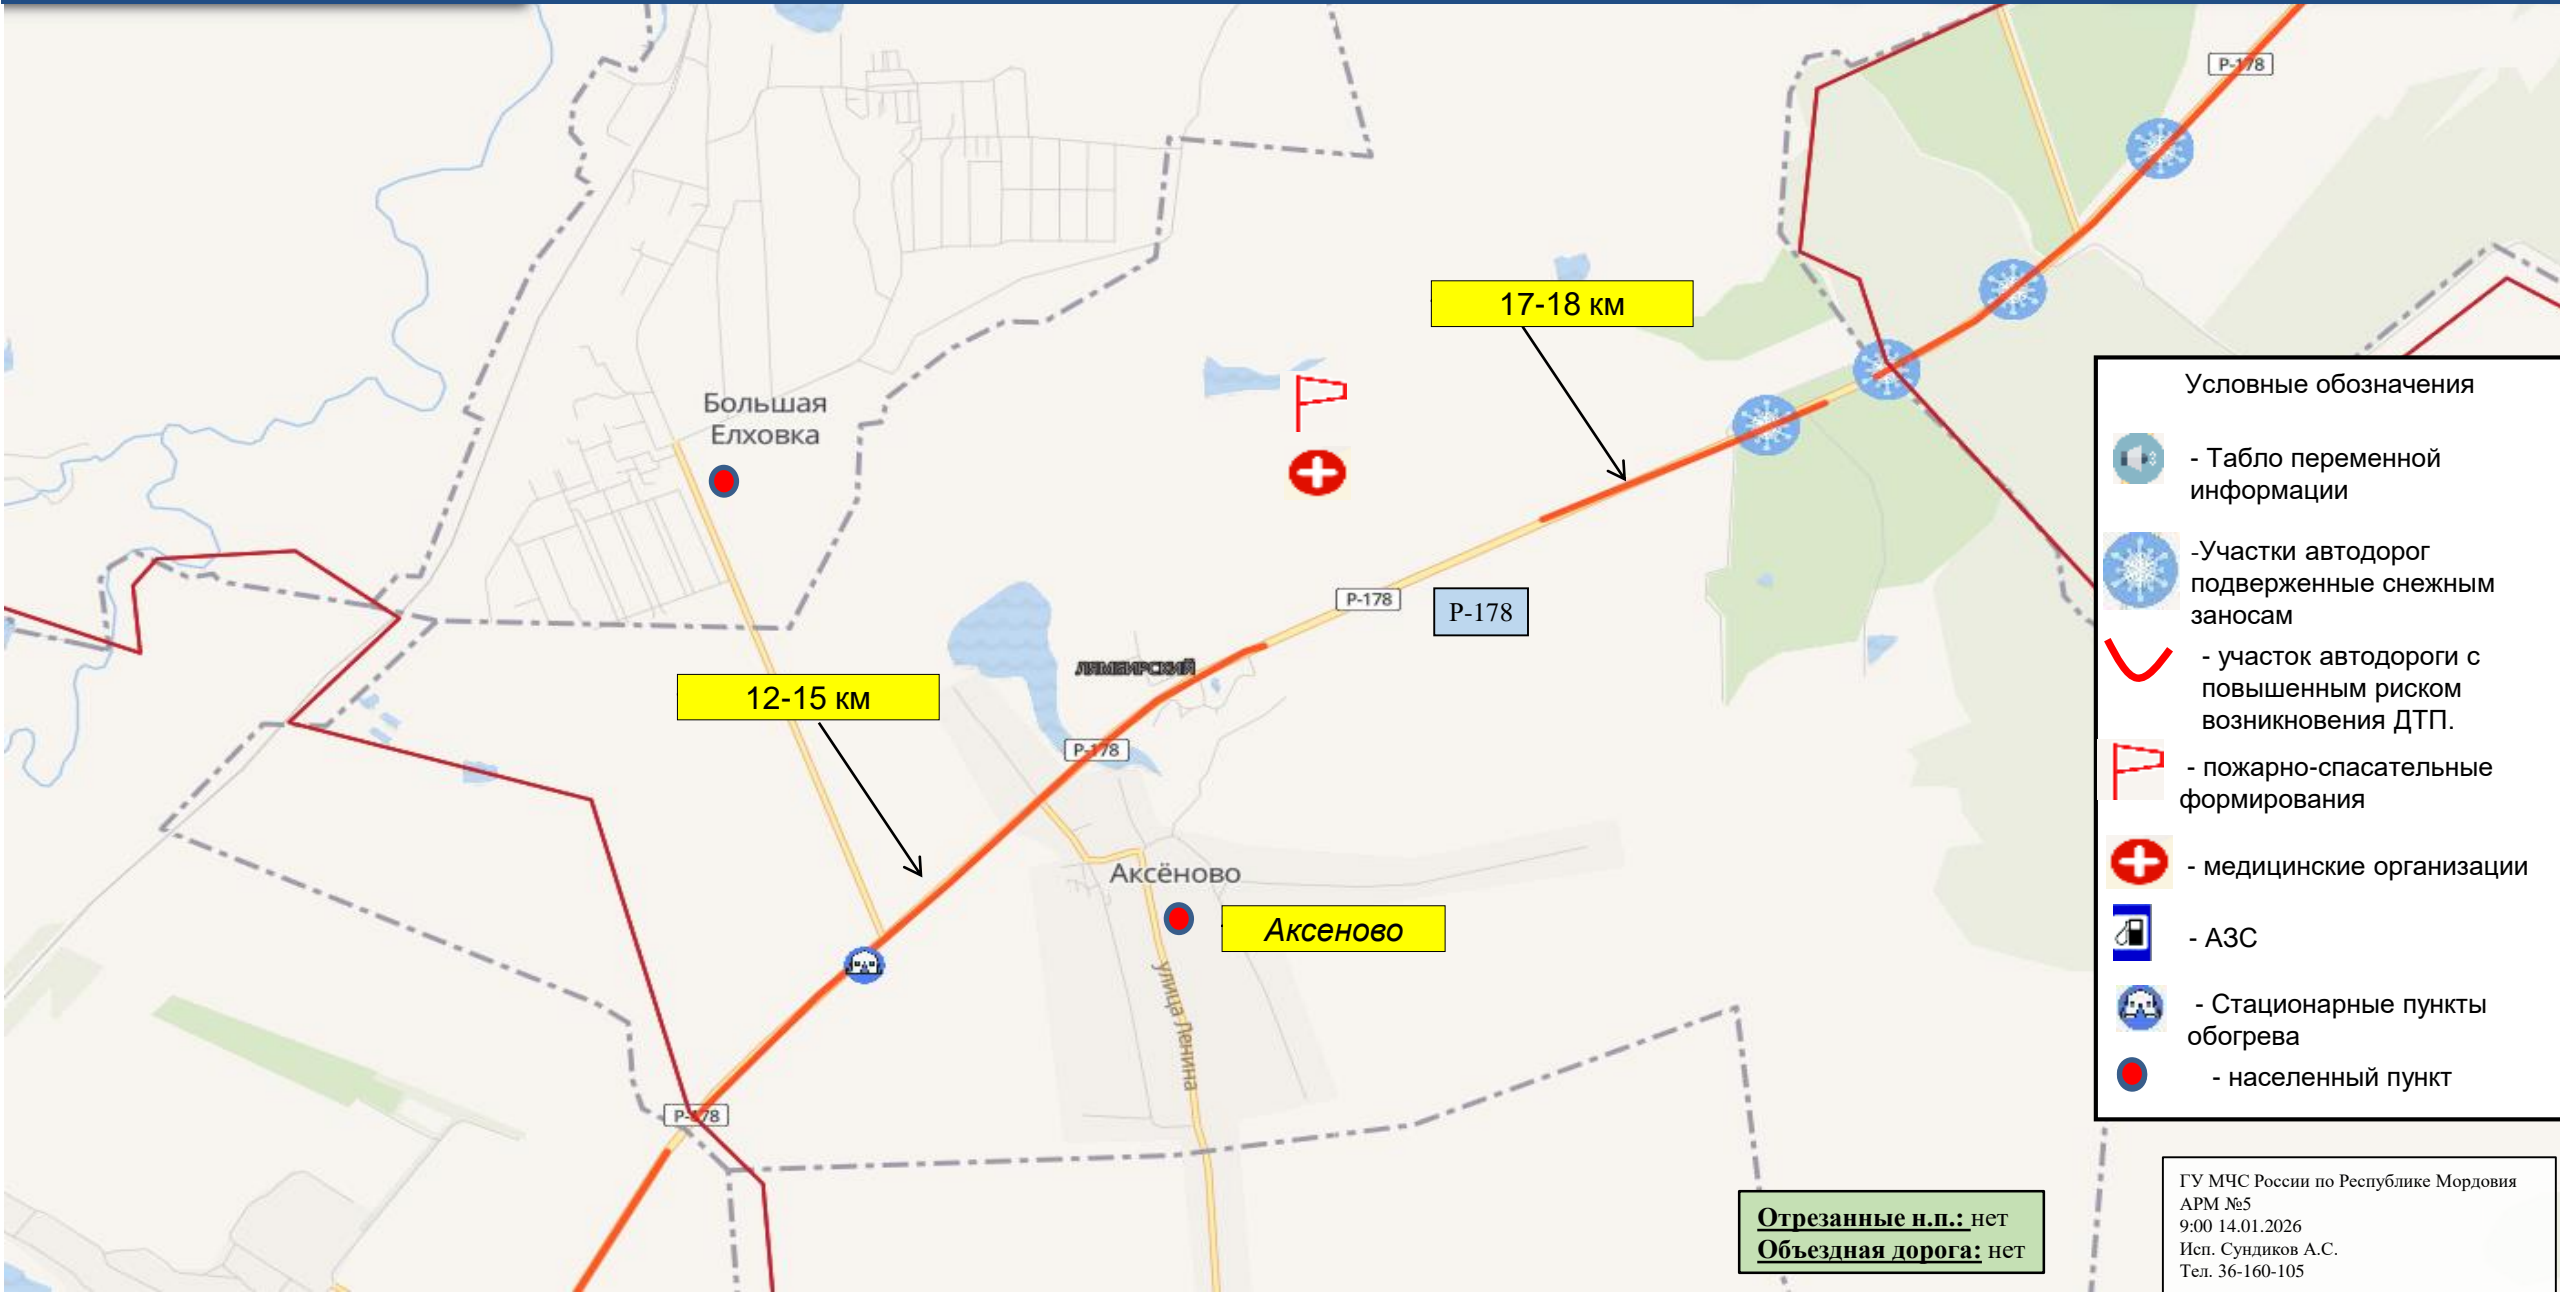 Р-178
17-18 км
Условные обозначения
Большая
Елховка
- Табло переменной
информации
-Участки автодорог
подверженные снежным
заносам
Р-178
Р-178
ЛЯМБИРСКИЙ
- участок автодороги с
повышенным риском
возникновения ДТП.
12-15 км
Р-178
- пожарно-спасательные
формирования
Аксёново
- медицинские организации
Аксеново
- АЗС
улица Ленина
- Стационарные пункты
обогрева
- населенный пункт
Р-178
Отрезанные н.п.: нет
Объездная дорога: нет
ГУ МЧС России по Республике Мордовия
АРМ №5
9:00 14.01.2026
Исп. Сундиков А.С.
Тел. 36-160-105